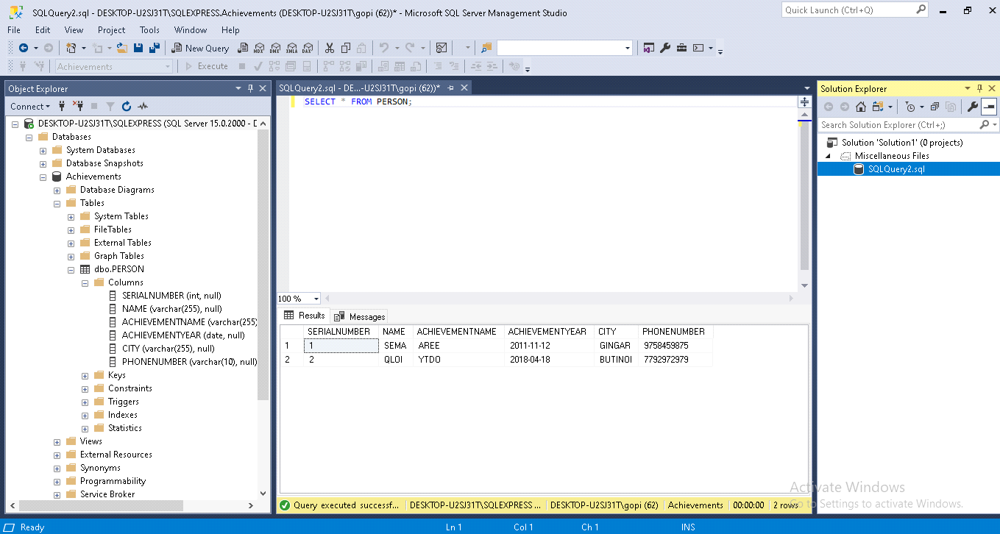 SQLQuery2.sql - DESKTOP-U2SJ31T\SQLEXPRESS.Achievements (DESKTOP-U2SJ31T\gopi (62))* - Microsoft SQL Server Management Studio
Quick Launch (Ctrl+Q)
File Edit View Project Tools Window Help
New Query MDX DMX XMLA DAX
Achievements Execute
Object Explorer
Connect
DESKTOP-U2SJ31T\SQLEXPRESS (SQL Server 15.0.2000 - D
Databases
System Databases
Database Snapshots
Achievements
Database Diagrams
Tables
System Tables
FileTables
External Tables
Graph Tables
dbo.PERSON
Columns
SERIALNUMBER (int, null)
NAME (varchar(255), null)
ACHIEVEMENTNAME (varchar(255)
ACHIEVEMENTYEAR (date, null)
CITY (varchar(255), null)
PHONENUMBER (varchar(10), null)
Keys
Constraints
Triggers
Indexes
Statistics
Views
External Resources
Synonyms
Programmability
Service Broker
SQLQuery2.sql - DE...-U2SJ31T\gopi (62))*
SELECT * FROM PERSON;
100 %
Results Messages
SERIALNUMBER NAME ACHIEVEMENTNAME ACHIEVEMENTYEAR CITY PHONENUMBER
1 1 SEMA AREE 2011-11-12 GINGAR 9758459875
2 2 QLOI YTDO 2018-04-18 BUTINOI 7792972979
Query executed successf... DESKTOP-U2SJ31T\SQLEXPRESS ... DESKTOP-U2SJ31T\gopi (62) Achievements 00:00:00 2 rows
Solution Explorer
Search Solution Explorer (Ctrl+;)
Solution 'Solution1' (0 projects)
Miscellaneous Files
SQLQuery2.sql
Activate Windows
Go to Settings to activate Windows.
Ready Ln 1 Col 1 Ch 1 INS